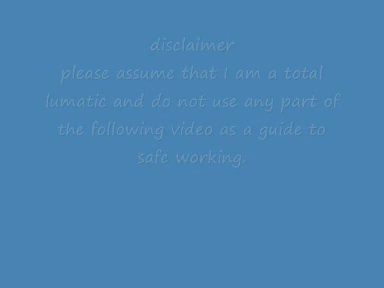 disclaimer
please assume that I am a total
lumatic and do not use any part of
the following video as a guide to
safe working.